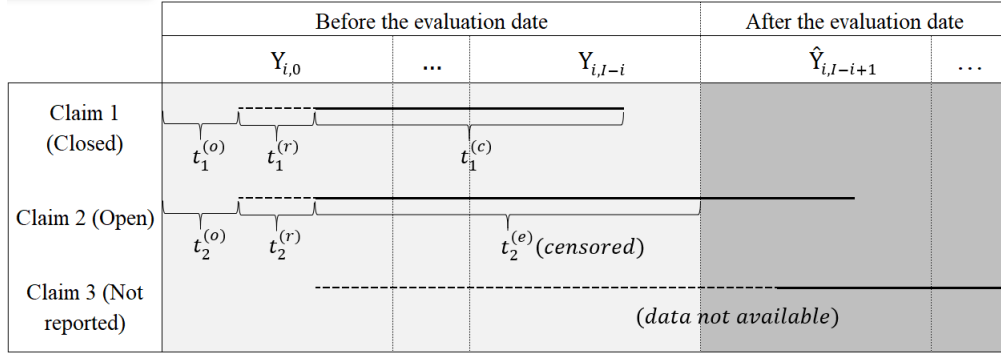 Before the evaluation date After the evaluation date
Y_{i,0} ... Y_{i,I−i} Ŷ_{i,I−i+1} ...
Claim 1
(Closed)
t_1^{(o)} t_1^{(r)} t_1^{(c)}
Claim 2 (Open)
t_2^{(o)} t_2^{(r)} t_2^{(e)}(censored)
Claim 3 (Not
reported)
(data not available)